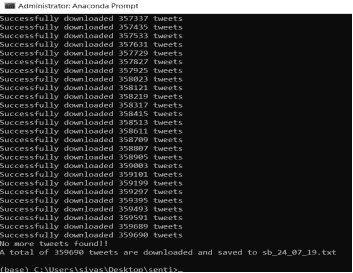 Administrator: Anaconda Prompt
Successfully downloaded 357337 tweets
Successfully downloaded 357435 tweets
Successfully downloaded 357533 tweets
Successfully downloaded 357631 tweets
Successfully downloaded 357729 tweets
Successfully downloaded 357827 tweets
Successfully downloaded 357925 tweets
Successfully downloaded 358023 tweets
Successfully downloaded 358121 tweets
Successfully downloaded 358219 tweets
Successfully downloaded 358317 tweets
Successfully downloaded 358415 tweets
Successfully downloaded 358513 tweets
Successfully downloaded 358611 tweets
Successfully downloaded 358709 tweets
Successfully downloaded 358807 tweets
Successfully downloaded 358905 tweets
Successfully downloaded 359003 tweets
Successfully downloaded 359101 tweets
Successfully downloaded 359199 tweets
Successfully downloaded 359297 tweets
Successfully downloaded 359395 tweets
Successfully downloaded 359493 tweets
Successfully downloaded 359591 tweets
Successfully downloaded 359689 tweets
Successfully downloaded 359690 tweets
No more tweets found!!
A total of 359690 tweets are downloaded and saved to sb_24_07_19.txt
(base) C:\Users\sivas\Desktop\senti>_